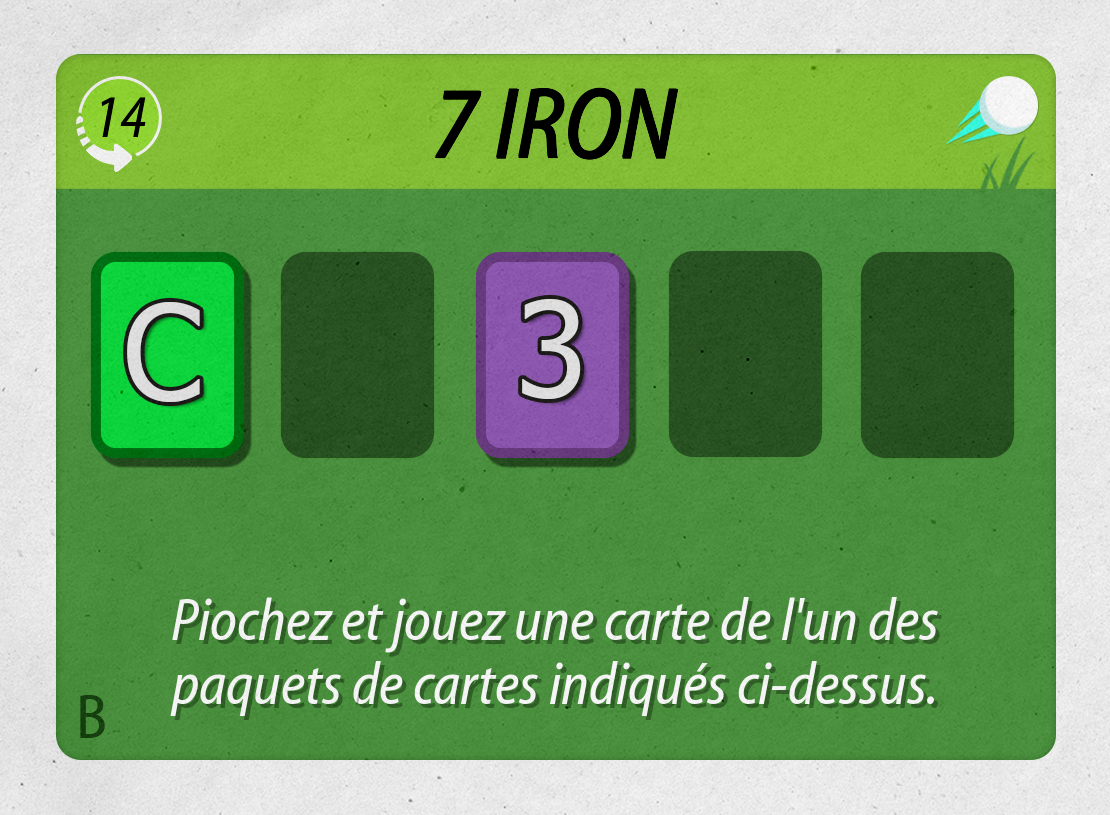 14
7 IRON
C
3
Piochez et jouez une carte de l'un des
paquets de cartes indiqués ci-dessus.
B